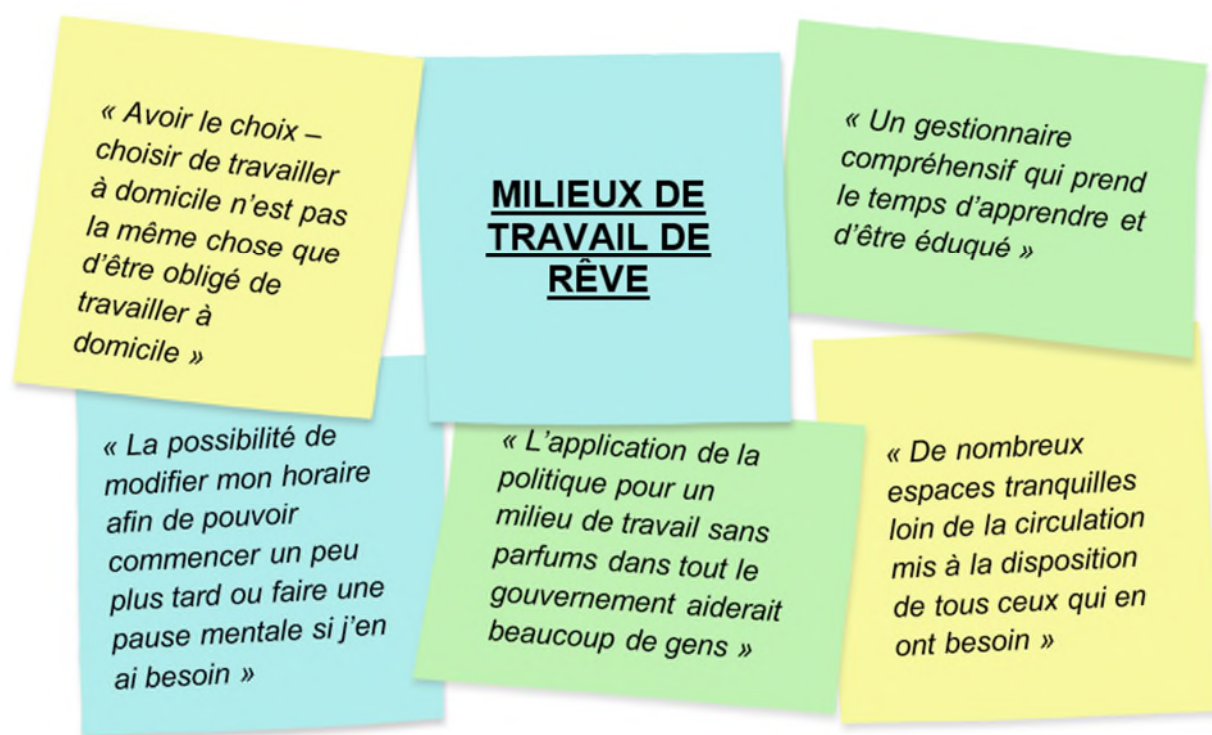 « Avoir le choix –
choisir de travailler
à domicile n'est pas
la même chose que
d'être obligé de
travailler à
domicile »
MILIEUX DE
TRAVAIL DE
RÊVE
« Un gestionnaire
compréhensif qui prend
le temps d'apprendre et
d'être éduqué »
« La possibilité de
modifier mon horaire
afin de pouvoir
commencer un peu
plus tard ou faire une
pause mentale si j'en
ai besoin »
« L'application de la
politique pour un
milieu de travail sans
parfums dans tout le
gouvernement aiderait
beaucoup de gens »
« De nombreux
espaces tranquilles
loin de la circulation
mis à la disposition
de tous ceux qui en
ont besoin »